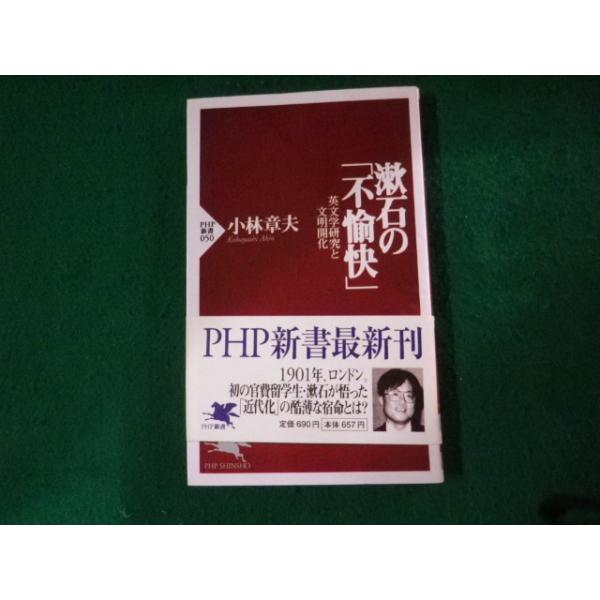 漱石の
「不愉快」
英文学研究と
文明開化
小林章夫
Kobayashi Akio
PHP
新書
050
PHP新書最新刊
1901年、ロンドン。
初の官費留学生・漱石が悟った
「近代化」の酷薄な宿命とは?
定価690円 本体657円
PHP新書
PHP SHINSHO